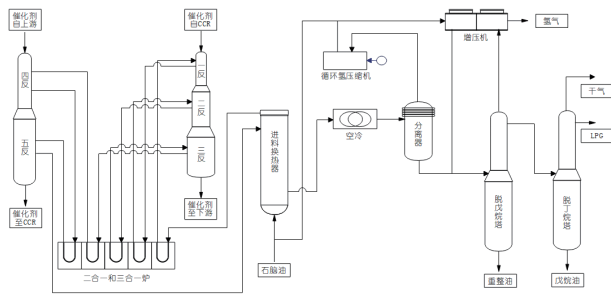 催化剂
自上游
催化剂
自CCR
四反
五反
一反
二反
三反
催化剂
至CCR
催化剂
至下游
二合一和三合一炉
进料换热器
石脑油
循环氢压缩机
空冷
分离器
增压机
氢气
脱戊烷塔
脱丁烷塔
干气
LPG
重整油
戊烷油